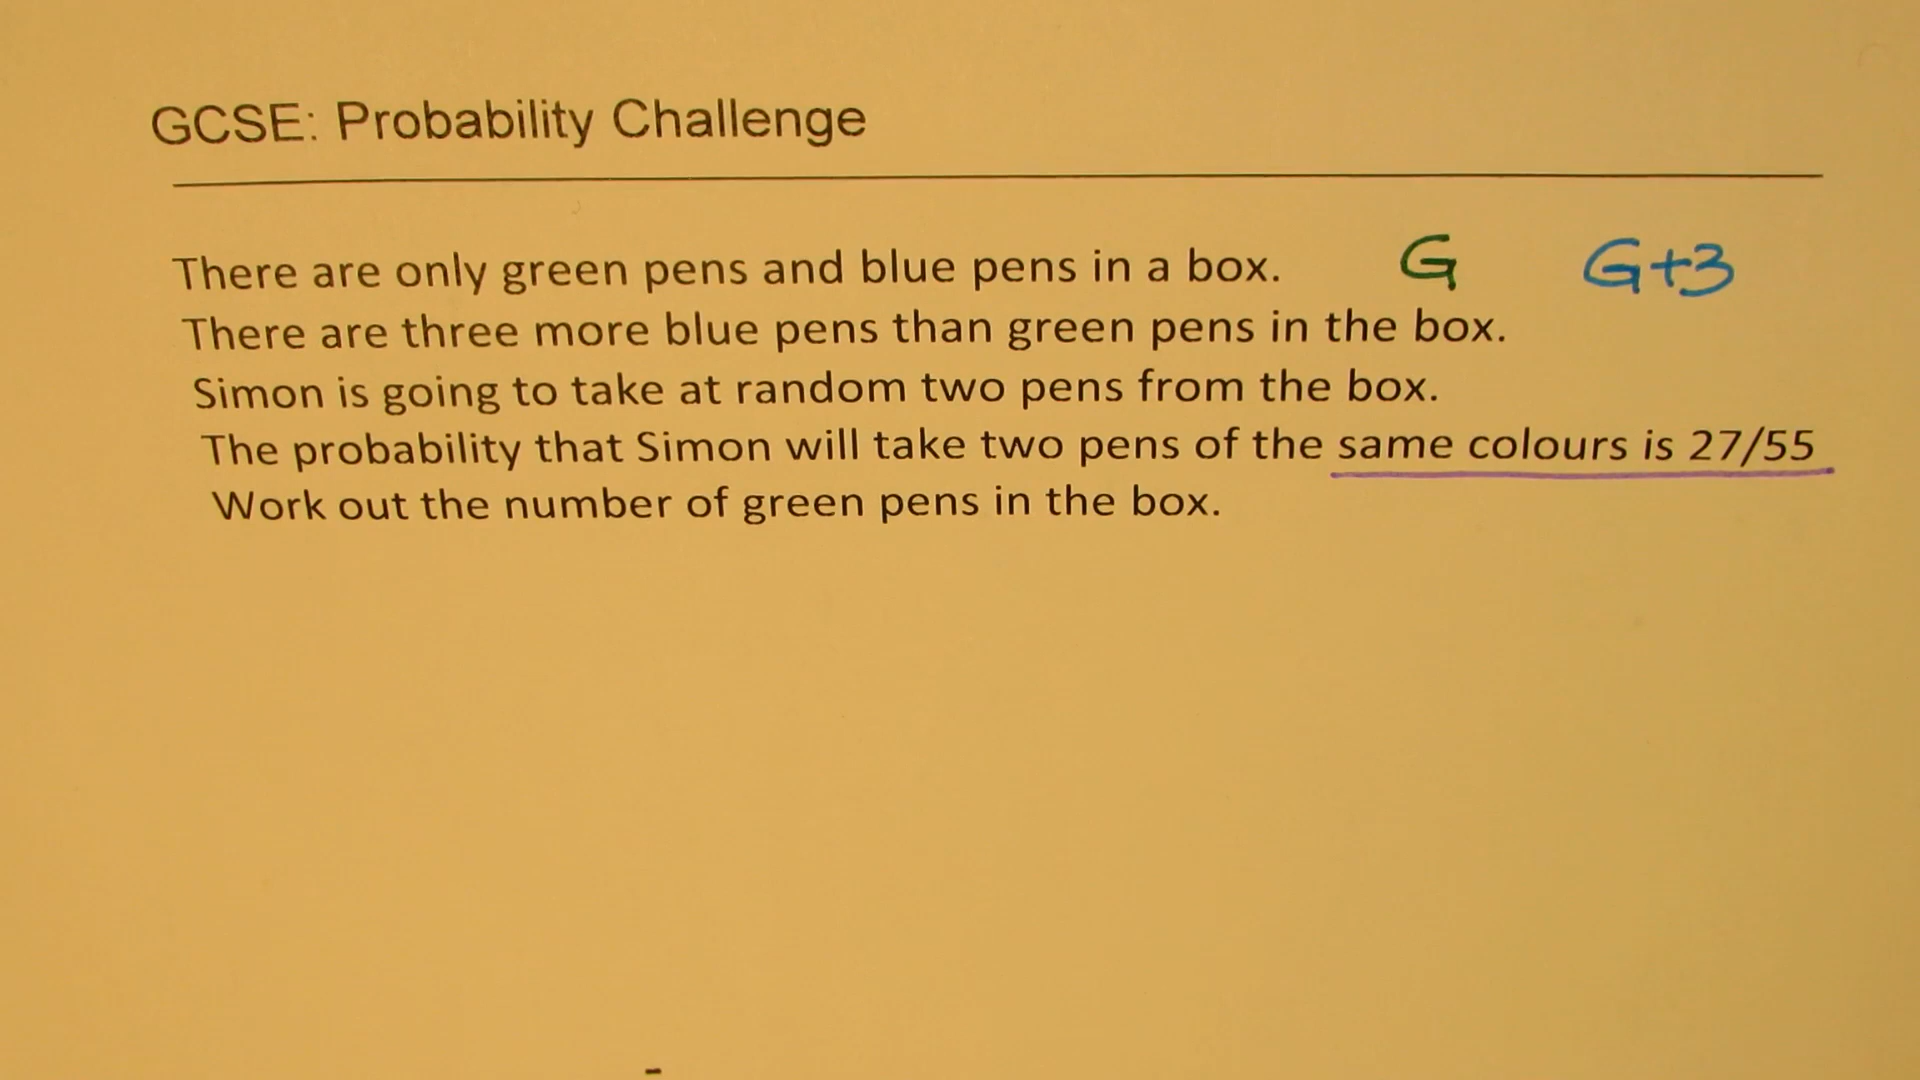 GCSE: Probability Challenge
There are only green pens and blue pens in a box. G G+3
There are three more blue pens than green pens in the box.
Simon is going to take at random two pens from the box.
The probability that Simon will take two pens of the same colours is 27/55
Work out the number of green pens in the box.